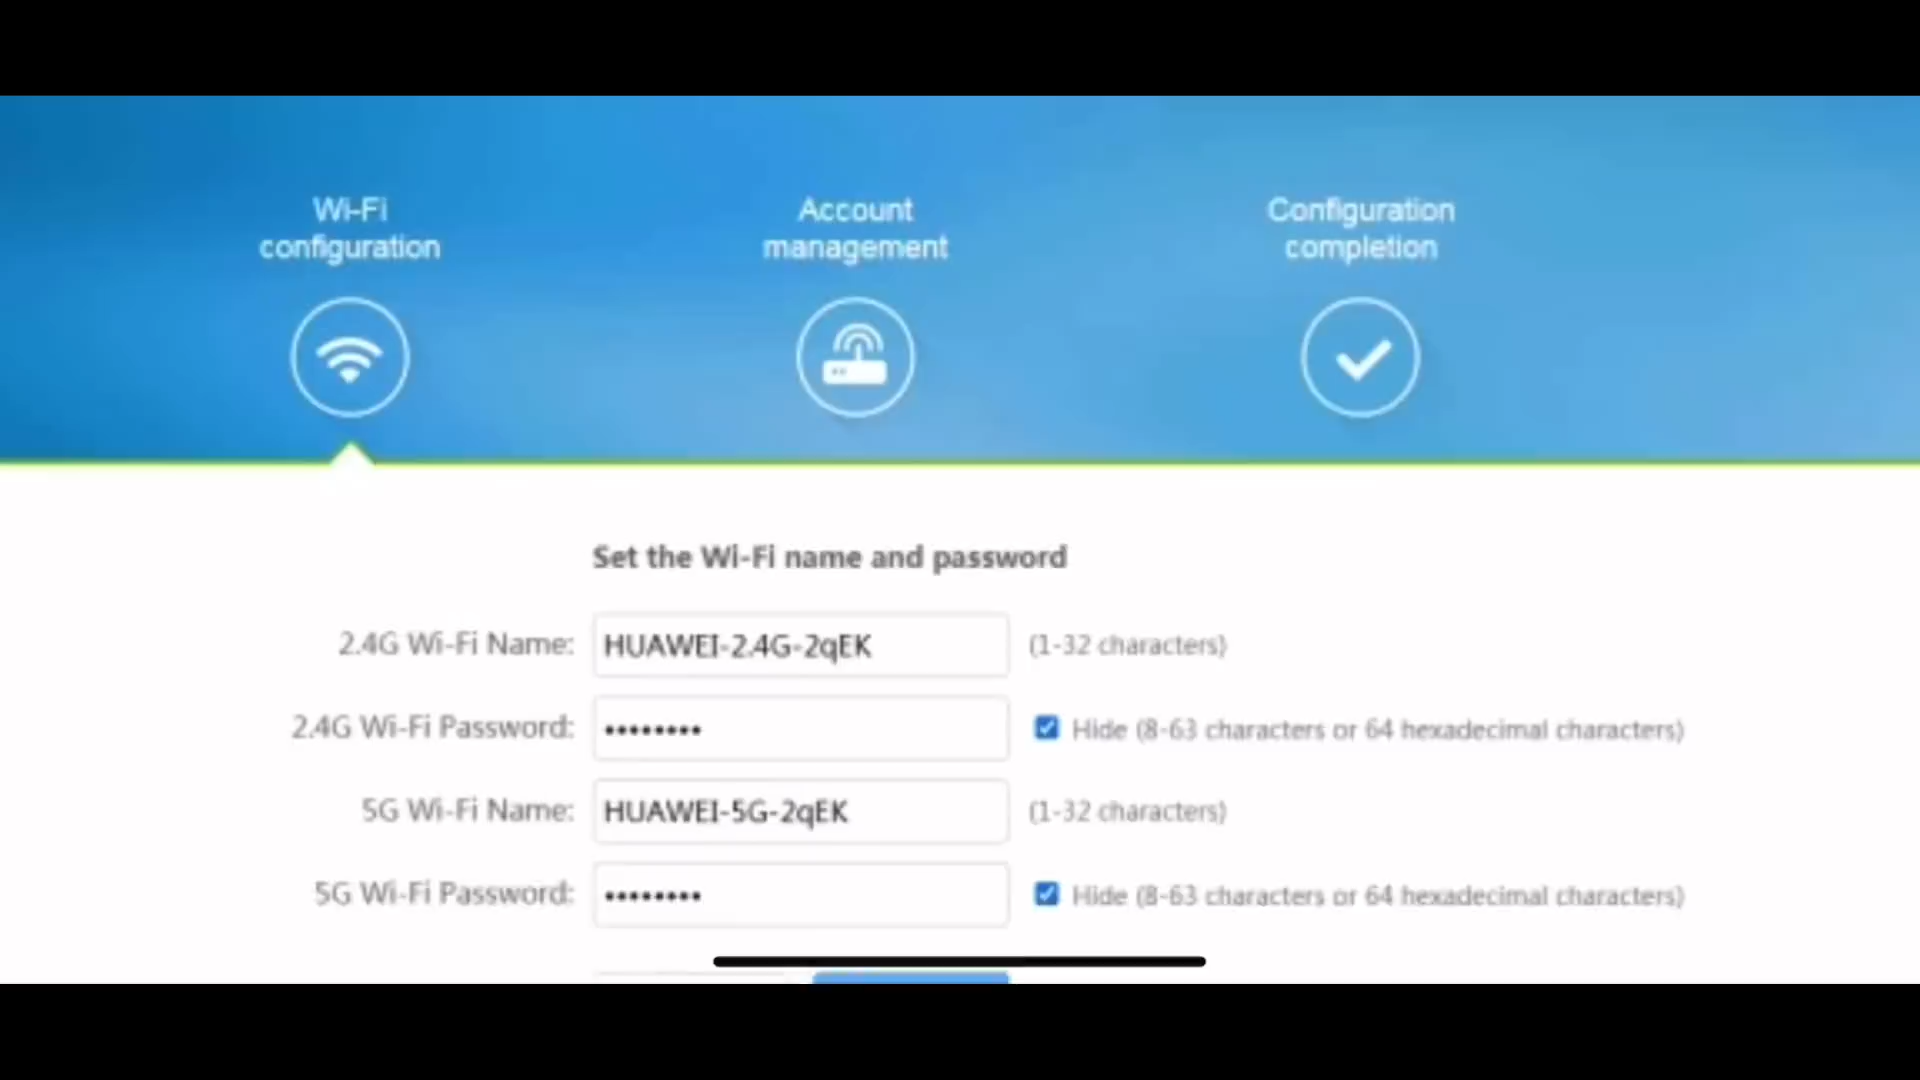 Wi-Fi
configuration
Account
management
Configuration
completion
Set the Wi-Fi name and password
2.4G Wi-Fi Name: HUAWEI-2.4G-2qEK (1-32 characters)
2.4G Wi-Fi Password: •••••••• Hide (8-63 characters or 64 hexadecimal characters)
5G Wi-Fi Name: HUAWEI-5G-2qEK (1-32 characters)
5G Wi-Fi Password: •••••••• Hide (8-63 characters or 64 hexadecimal characters)